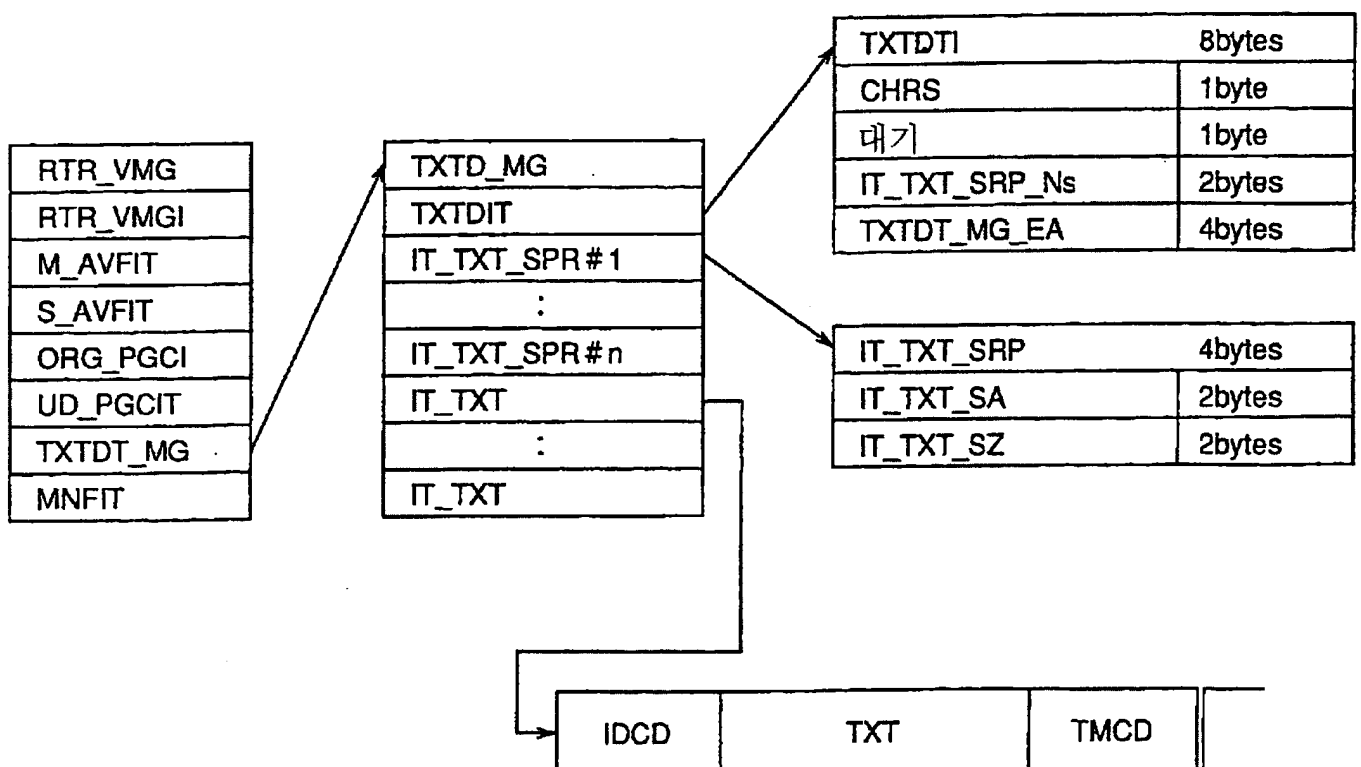 RTR_VMG
RTR_VMGI
M_AVFIT
S_AVFIT
ORG_PGCI
UD_PGCIT
TXTDT_MG
MNFIT
TXTD_MG
TXTDIT
IT_TXT_SPR#1
:
IT_TXT_SPR#n
IT_TXT
:
IT_TXT
TXTDTI 8bytes
CHRS 1byte
대기 1byte
IT_TXT_SRP_Ns 2bytes
TXTDT_MG_EA 4bytes
IT_TXT_SRP 4bytes
IT_TXT_SA 2bytes
IT_TXT_SZ 2bytes
IDCD TXT TMCD